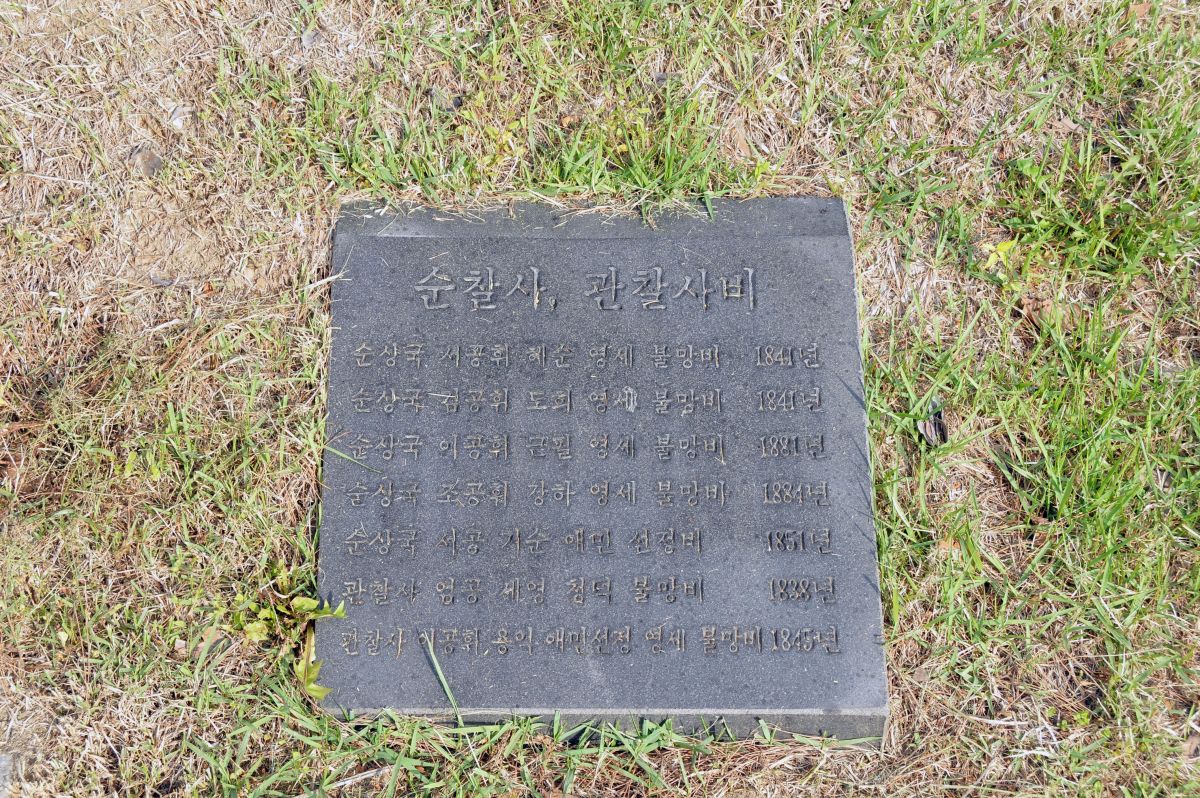 순찰사, 관찰사비
순상국 서공휘 헤순 영세 불망비 1841년
순상국 김공휘 도희 영세 불망비 1841년
순상국 이공휘 근필 영세 불망비 1881년
순상국 조공휘 강하 영세 불망비 1884년
순상국 서공 기순 애민 선정비 1851년
관찰사 엄공 세영 첨덕 불망비 1838년
관찰사 이공휘,용익 애민선정 영세 불망비 1845년